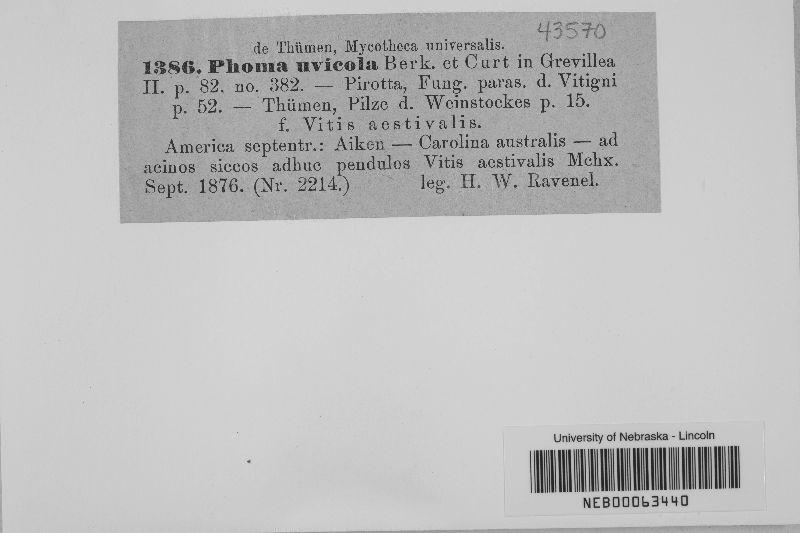 43570
de Thümen, Mycotheca universalis.
1386. Phoma uvicola Berk. et Curt in Grevillea
II. p. 82. no. 382. — Pirotta, Fung. paras. d. Vitigni
p. 52. — Thümen, Pilze d. Weinstockes p. 15.
f. Vitis aestivalis.
America septentr.: Aiken — Carolina australis — ad
acinos siccos adhuc pendulos Vitis aestivalis Mchx.
Sept. 1876. (Nr. 2214.) leg. H. W. Ravenel.
University of Nebraska - Lincoln
NEB00063440